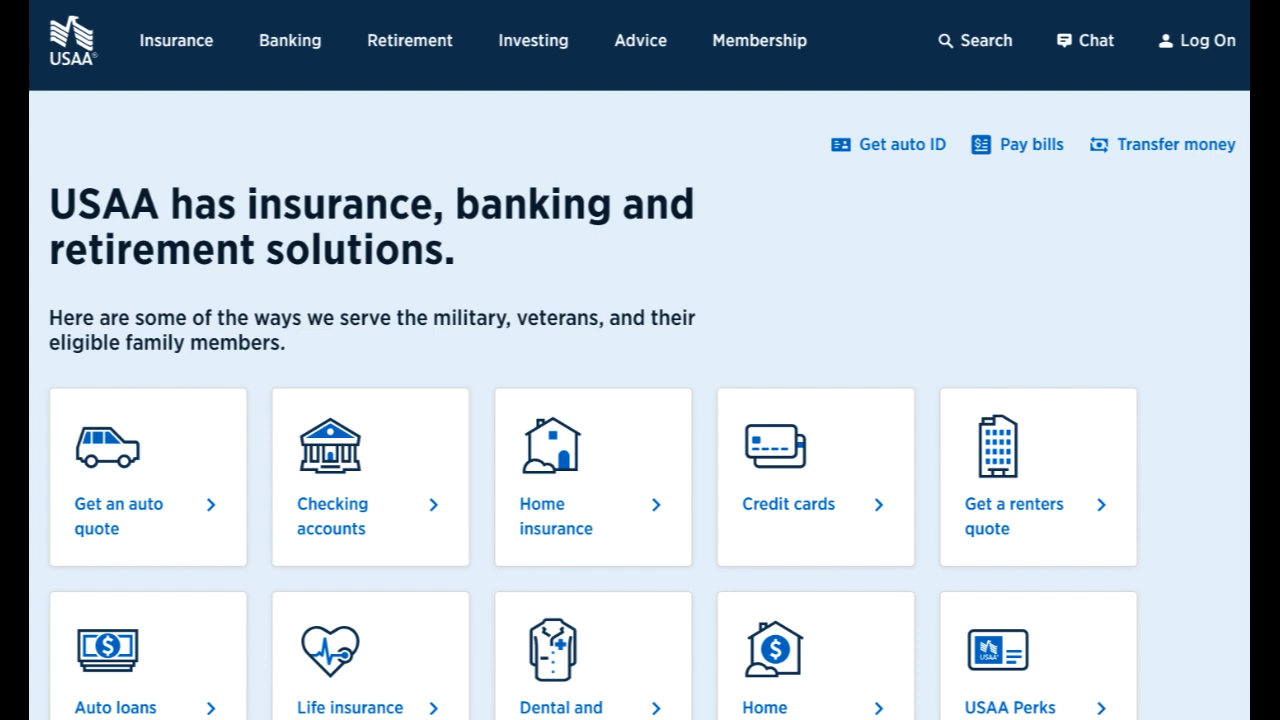 USAA®
Insurance
Banking
Retirement
Investing
Advice
Membership
Search
Chat
Log On
Get auto ID
Pay bills
Transfer money
USAA has insurance, banking and
retirement solutions.
Here are some of the ways we serve the military, veterans, and their
eligible family members.
Get an auto
quote
Checking
accounts
Home
insurance
Credit cards
Get a renters
quote
Auto loans
Life insurance
Dental and
Home
USAA
USAA Perks